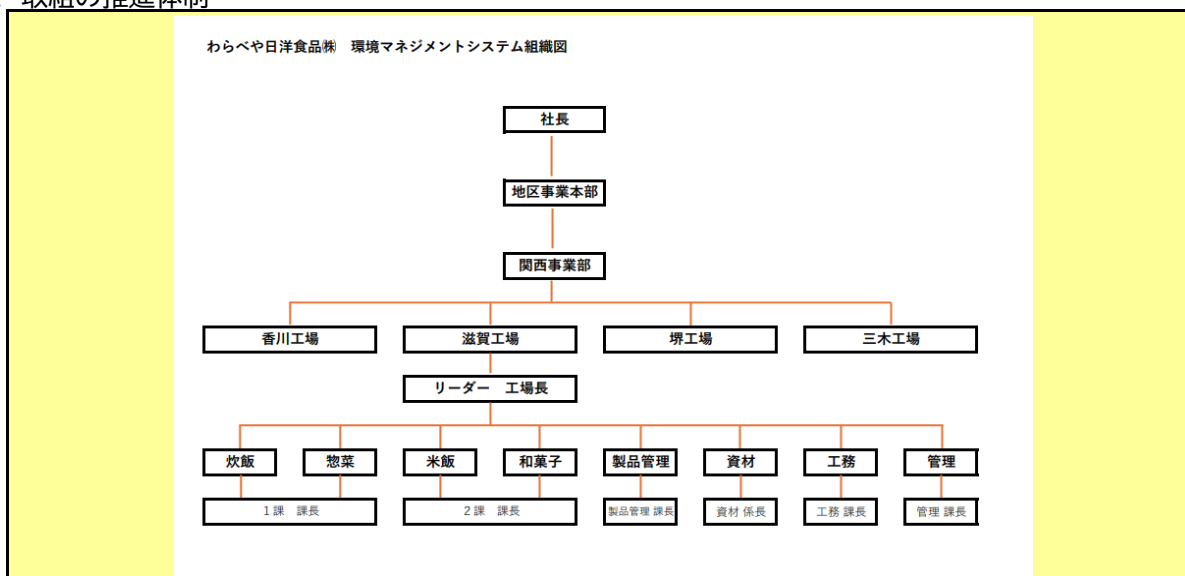 取組の推進体制
わらべや日洋食品㈱　環境マネジメントシステム組織図
社長
地区事業本部
関西事業部
香川工場　滋賀工場　堺工場　三木工場
リーダー　工場長
炊飯　惣菜　米飯　和菓子　製品管理　資材　工務　管理
1課　課長　2課　課長　製品管理 課長　資材 係長　工務 課長　管理 課長